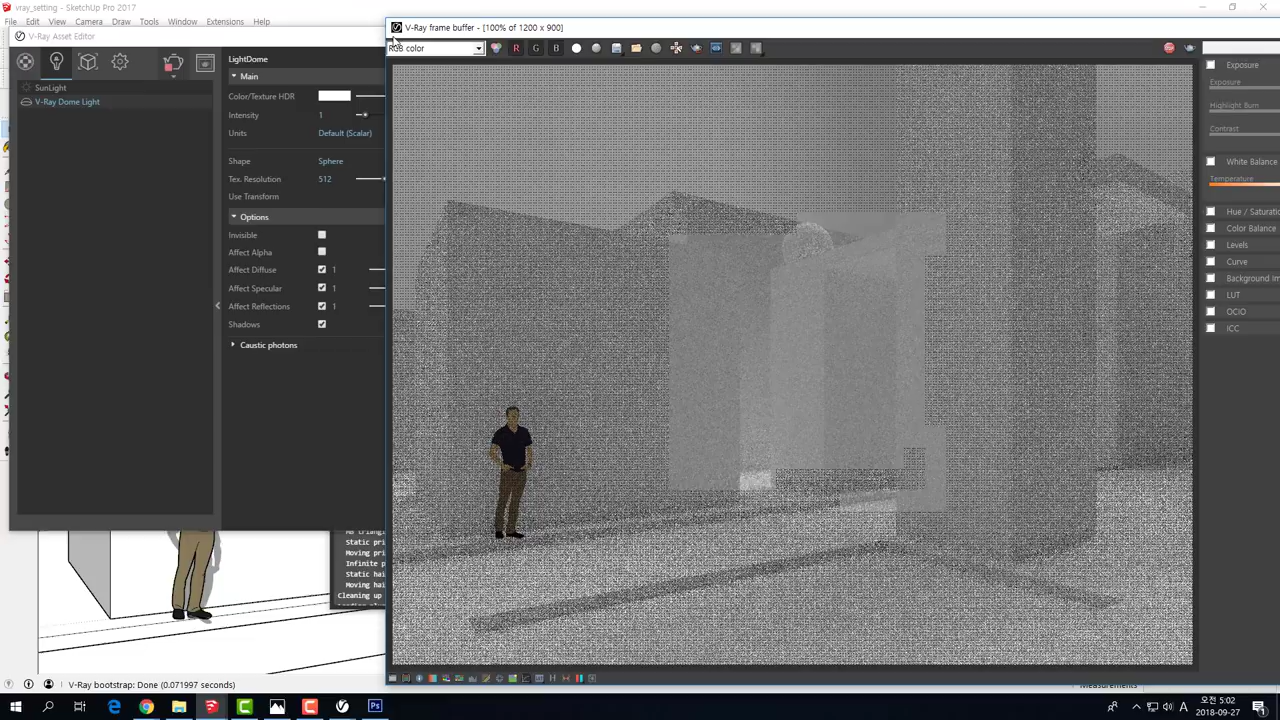 vray_setting - SketchUp Pro 2017
File Edit View Camera Draw Tools Window Extensions Help
V-Ray Asset Editor
V-Ray frame buffer - [100% of 1200 x 900]
RGB color
R G B
SunLight
V-Ray Dome Light
LightDome
Main
Color/Texture HDR
Intensity 1
Units Default (Scalar)
Shape Sphere
Tex. Resolution 512
Use Transform
Options
Invisible
Affect Alpha
Affect Diffuse 1
Affect Specular 1
Affect Reflections 1
Shadows
Caustic photons
Exposure
Exposure
Highlight Burn
Contrast
White Balance
Temperature
Hue / Saturatio
Color Balance
Levels
Curve
Background Im
LUT
OCIO
ICC
Static pri
Moving pri
Infinite p
Static hai
Moving hai
Cleaning up
V-Ray bootstrap: Done (0.071997 seconds)
Measurements
오전 5:02
2018-09-27